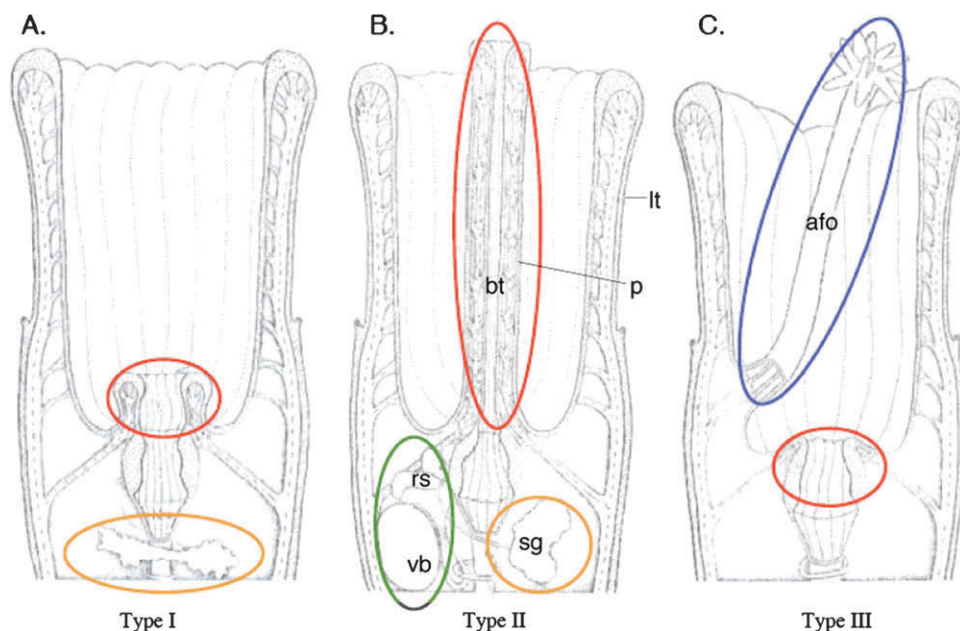 A.
B.
C.
lt
afo
bt
p
rs
sg
vb
Type I
Type II
Type III